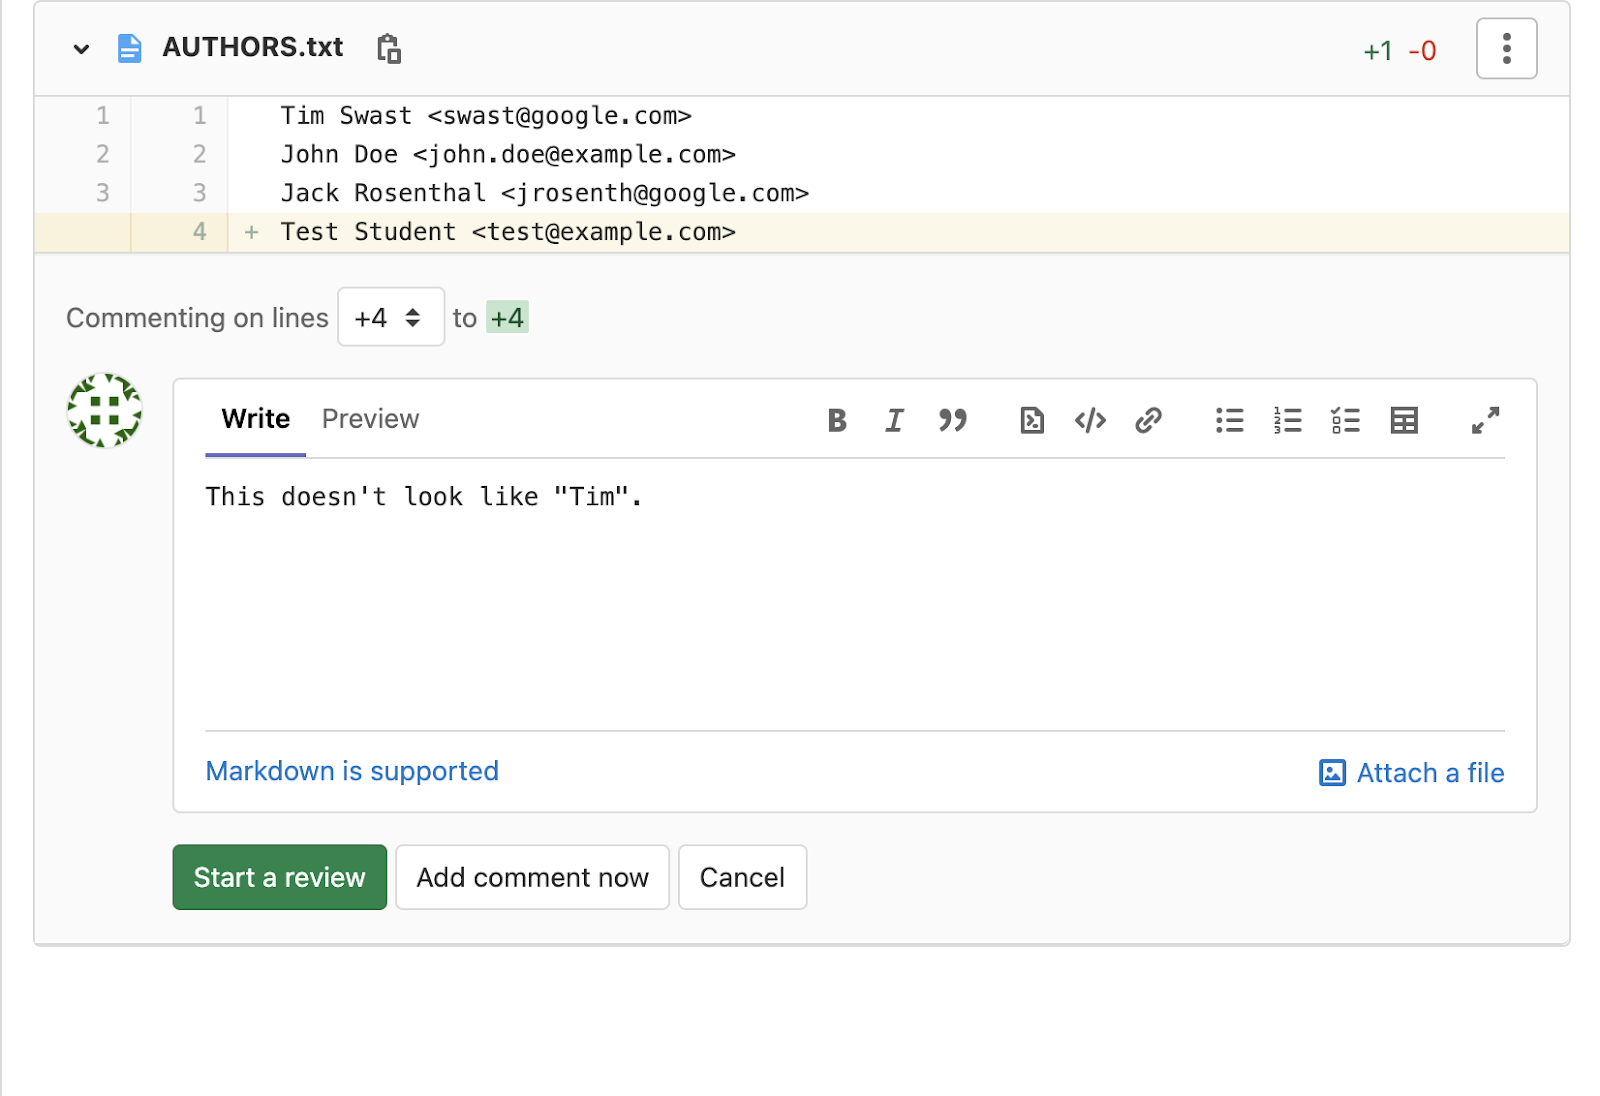 AUTHORS.txt
+1 -0
1 1 Tim Swast <swast@google.com>
2 2 John Doe <john.doe@example.com>
3 3 Jack Rosenthal <jrosenth@google.com>
4 + Test Student <test@example.com>
Commenting on lines +4 to +4
Write Preview
This doesn't look like "Tim".
Markdown is supported
Attach a file
Start a review Add comment now Cancel